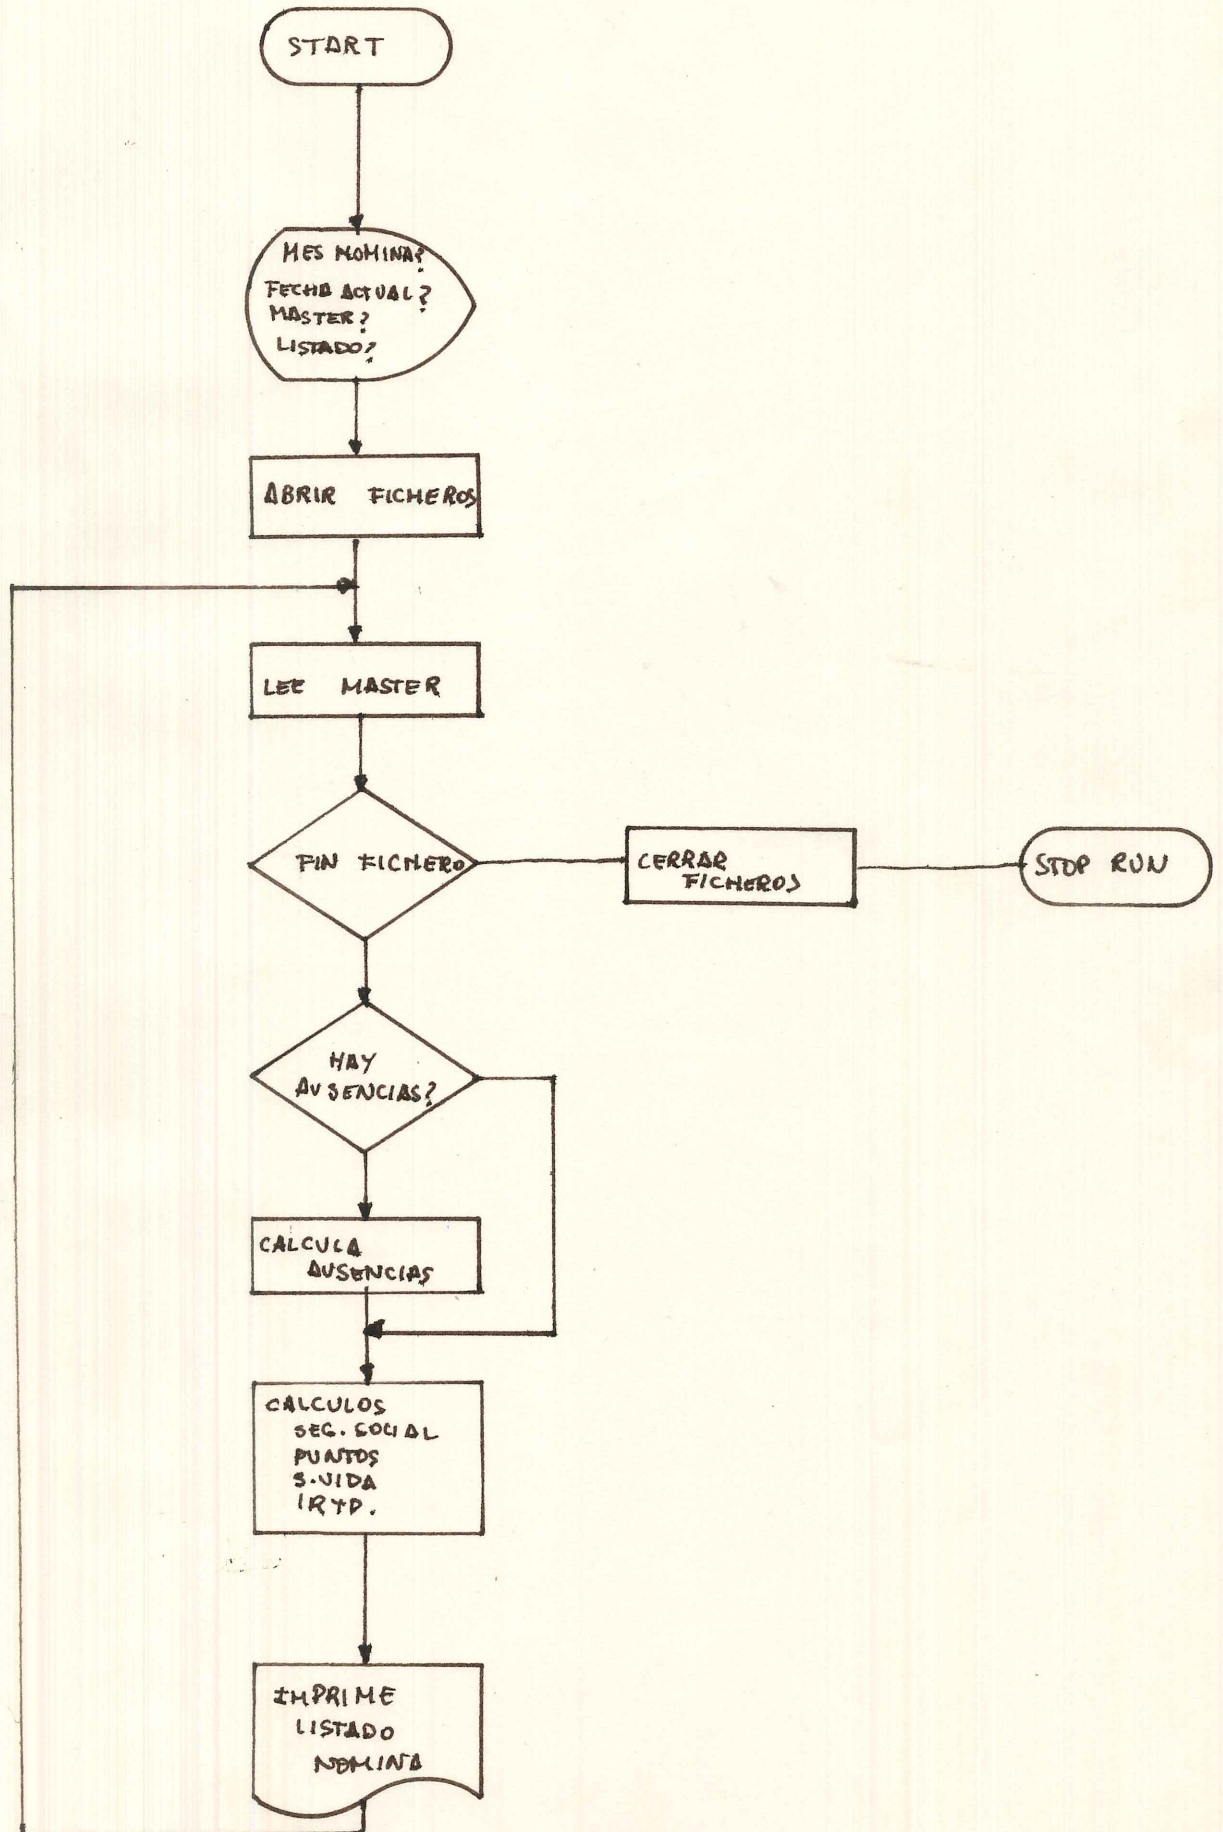 START
MES NOMINA?
FECHA ACTUAL?
MASTER?
LISTADO?
ABRIR FICHEROS
LEE MASTER
FIN FICHERO
CERRAR
FICHEROS
STOP RUN
HAY
AUSENCIAS?
CALCULA
AUSENCIAS
CALCULOS
SEG. SOCIAL
PUNTOS
S.VIDA
IRTP.
IMPRIME
LISTADO
NOMINA